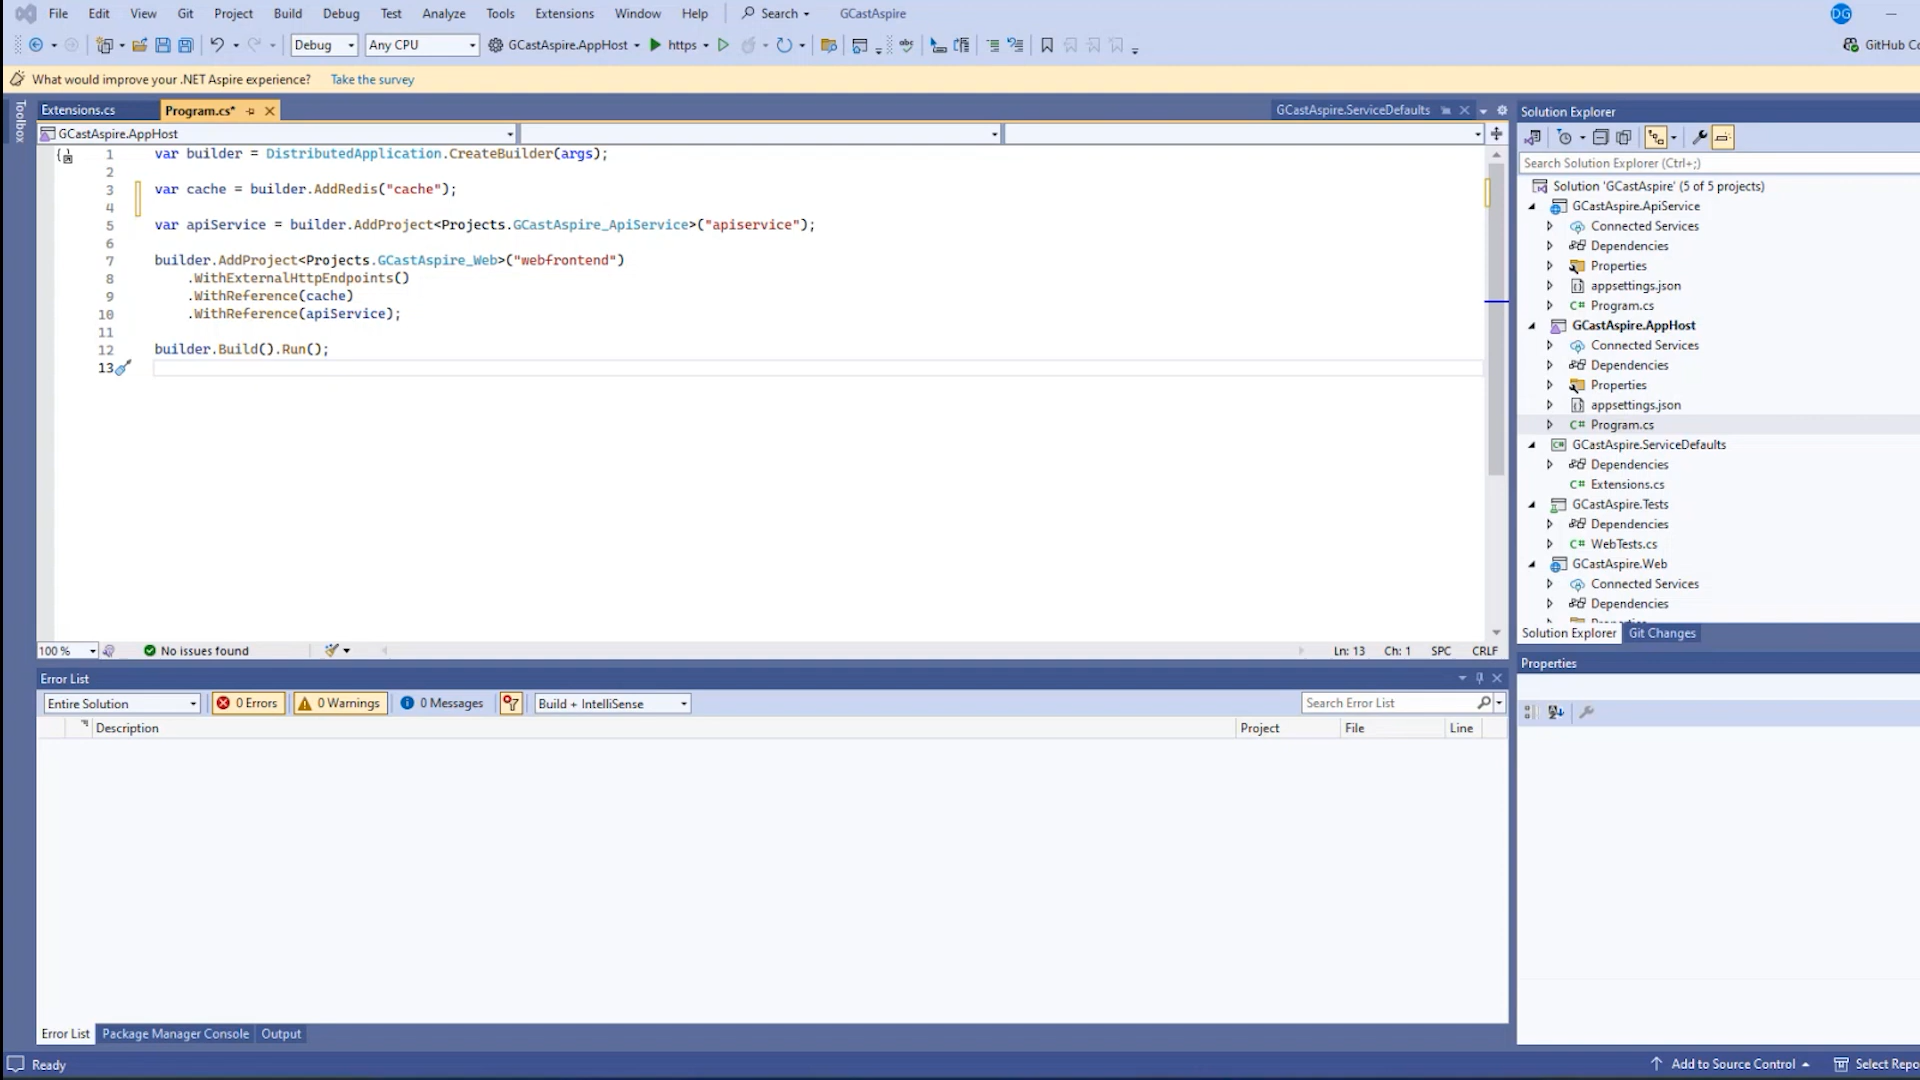 File Edit View Git Project Build Debug Test Analyze Tools Extensions Window Help Search GCastAspire DG
Debug Any CPU GCastAspire.AppHost https GitHub Co
What would improve your .NET Aspire experience? Take the survey
Toolbox
Extensions.cs Program.cs* GCastAspire.ServiceDefaults
GCastAspire.AppHost
1 var builder = DistributedApplication.CreateBuilder(args);
2
3 var cache = builder.AddRedis("cache");
4
5 var apiService = builder.AddProject<Projects.GCastAspire_ApiService>("apiservice");
6
7 builder.AddProject<Projects.GCastAspire_Web>("webfrontend")
8 .WithExternalHttpEndpoints()
9 .WithReference(cache)
10 .WithReference(apiService);
11
12 builder.Build().Run();
13
100 % No issues found Ln: 13 Ch: 1 SPC CRLF
Error List
Entire Solution 0 Errors 0 Warnings 0 Messages Build + IntelliSense Search Error List
Description Project File Line
Error List Package Manager Console Output
Solution Explorer
Search Solution Explorer (Ctrl+;)
Solution 'GCastAspire' (5 of 5 projects)
GCastAspire.ApiService
Connected Services
Dependencies
Properties
appsettings.json
C# Program.cs
GCastAspire.AppHost
Connected Services
Dependencies
Properties
appsettings.json
C# Program.cs
GCastAspire.ServiceDefaults
Dependencies
C# Extensions.cs
GCastAspire.Tests
Dependencies
C# WebTests.cs
GCastAspire.Web
Connected Services
Dependencies
Solution Explorer Git Changes
Properties
Ready Add to Source Control Select Repo